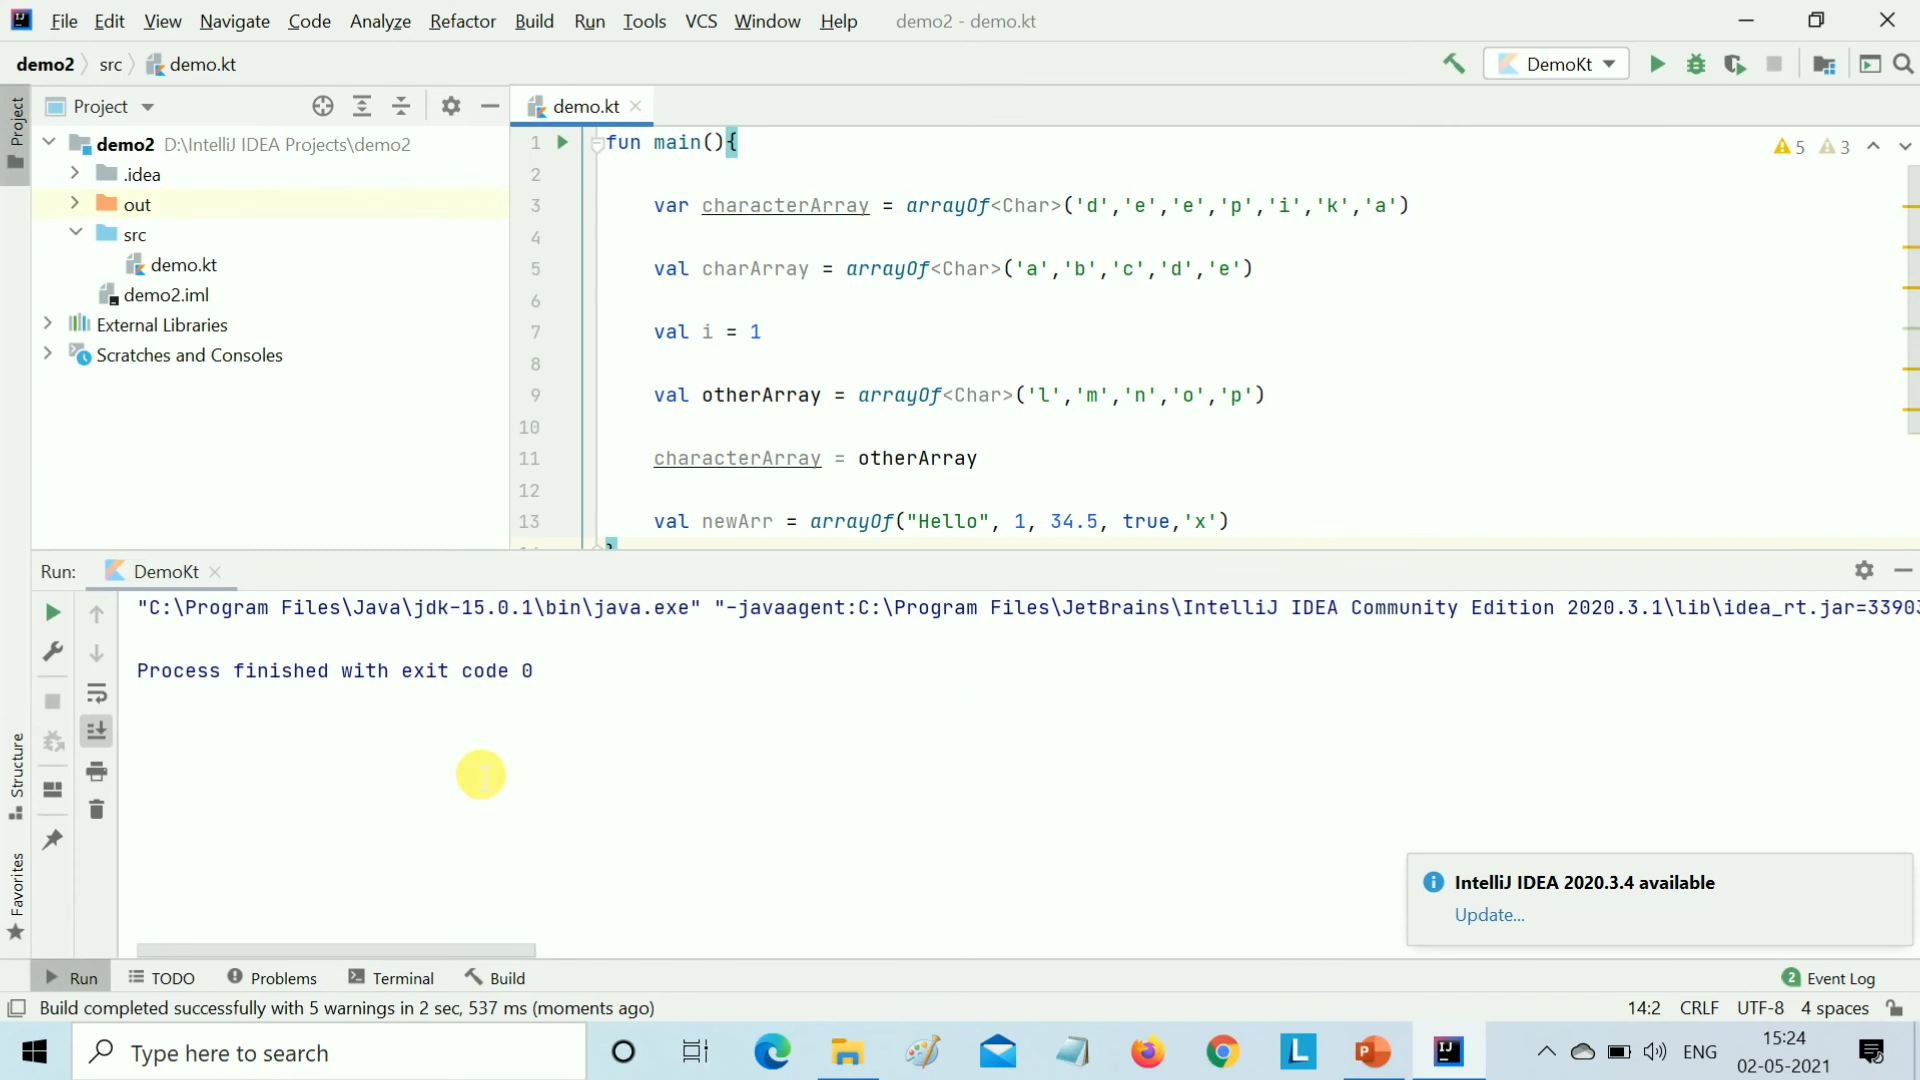 File Edit View Navigate Code Analyze Refactor Build Run Tools VCS Window Help demo2 - demo.kt
demo2 src demo.kt
DemoKt
Project
demo.kt
Project
demo2 D:\IntelliJ IDEA Projects\demo2
.idea
out
src
demo.kt
demo2.iml
External Libraries
Scratches and Consoles
5 3
1 fun main(){
2
3 var characterArray = arrayOf<Char>('d','e','e','p','i','k','a')
4
5 val charArray = arrayOf<Char>('a','b','c','d','e')
6
7 val i = 1
8
9 val otherArray = arrayOf<Char>('l','m','n','o','p')
10
11 characterArray = otherArray
12
13 val newArr = arrayOf("Hello", 1, 34.5, true,'x')
Run: DemoKt
"C:\Program Files\Java\jdk-15.0.1\bin\java.exe" "-javaagent:C:\Program Files\JetBrains\IntelliJ IDEA Community Edition 2020.3.1\lib\idea_rt.jar=33903
Process finished with exit code 0
Structure
Favorites
IntelliJ IDEA 2020.3.4 available
Update...
Run TODO Problems Terminal Build
2 Event Log
Build completed successfully with 5 warnings in 2 sec, 537 ms (moments ago)
14:2 CRLF UTF-8 4 spaces
Type here to search
ENG
15:24
02-05-2021